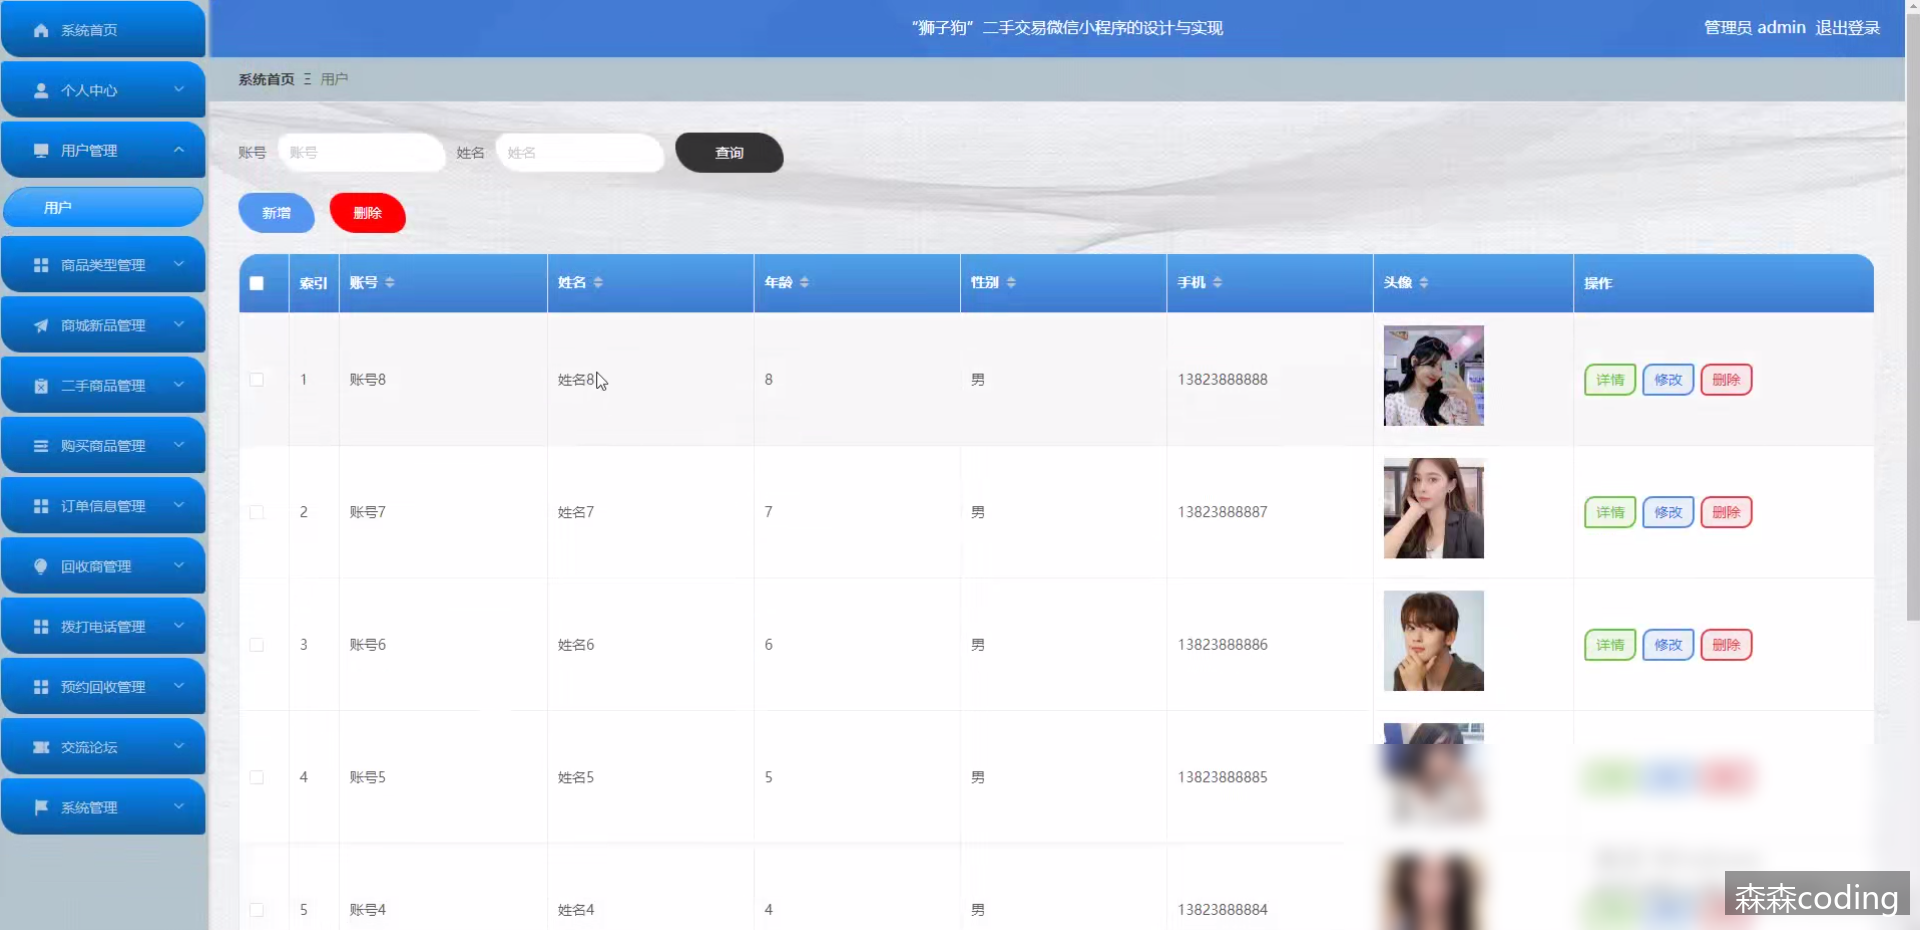 系统首页
个人中心
用户管理
用户
商品类型管理
商城新品管理
二手商品管理
购买商品管理
订单信息管理
回收商管理
拨打电话管理
预约回收管理
交流论坛
系统管理
“狮子狗”二手交易微信小程序的设计与实现
管理员 admin 退出登录
系统首页 Ξ 用户
账号 账号 姓名 姓名 查询
新增 删除
索引 账号 姓名 年龄 性别 手机 头像 操作
1 账号8 姓名8 8 男 13823888888 详情 修改 删除
2 账号7 姓名7 7 男 13823888887 详情 修改 删除
3 账号6 姓名6 6 男 13823888886 详情 修改 删除
4 账号5 姓名5 5 男 13823888885
5 账号4 姓名4 4 男 13823888884
森森coding